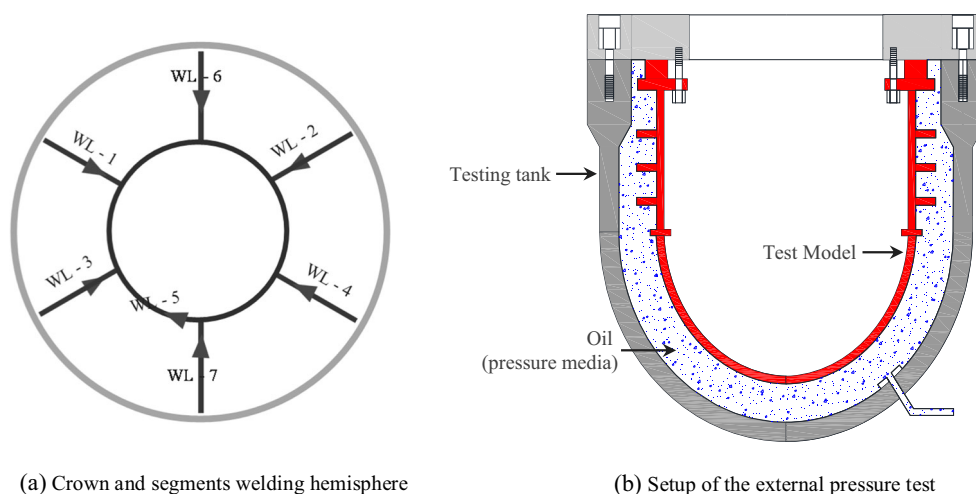 WL - 6
WL - 1
WL - 2
WL - 3
WL - 5
WL - 4
WL - 7
Testing tank
Test Model
Oil
(pressure media)
(a) Crown and segments welding hemisphere
(b) Setup of the external pressure test